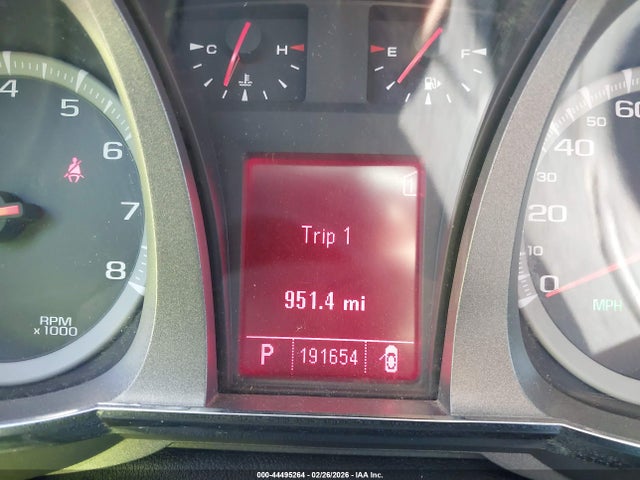 C H E F
4 5 6 7 8
RPM
x1000
Trip 1
951.4 mi
P 191654
60
50
40
30
20
10
0
MPH
000-44495264 - 02/26/2026 - IAA Inc.